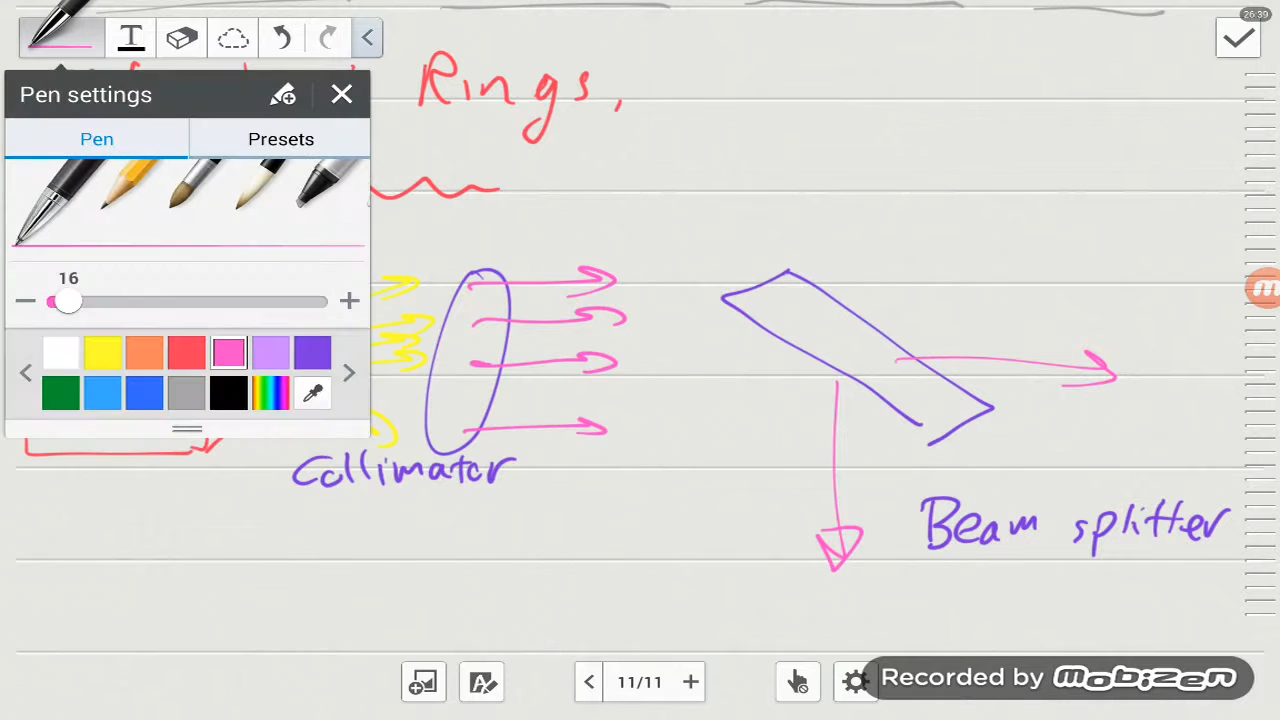 26:39
T
Rings,
Pen settings
Pen
Presets
16
Collimator
Beam splitter
11/11
Recorded by mobizen